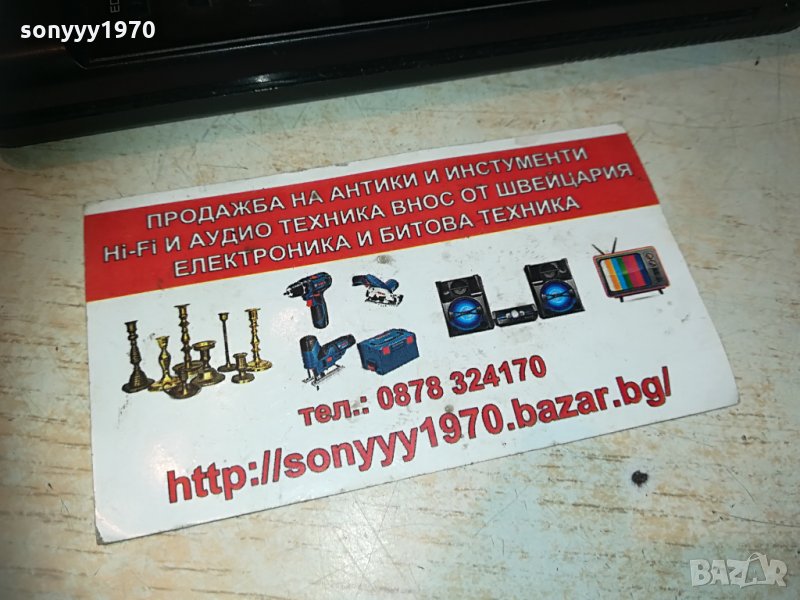 sonyyy1970
ПРОДАЖБА НА АНТИКИ И ИНСТУМЕНТИ
Hi-Fi И АУДИО ТЕХНИКА ВНОС ОТ ШВЕЙЦАРИЯ
ЕЛЕКТРОНИКА И БИТОВА ТЕХНИКА
тел.: 0878 324170
http://sonyyy1970.bazar.bg/
BAZAR